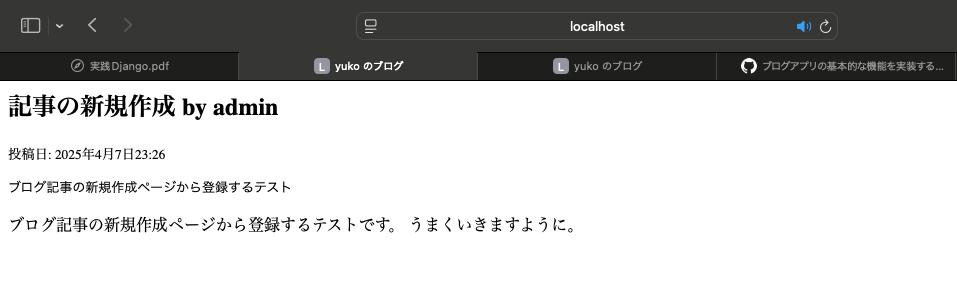 localhost
実践Django.pdf
L yuko のブログ
L yuko のブログ
ブログアプリの基本的な機能を実装する...
記事の新規作成 by admin
投稿日: 2025年4月7日23:26
ブログ記事の新規作成ページから登録するテスト
ブログ記事の新規作成ページから登録するテストです。 うまくいきますように。